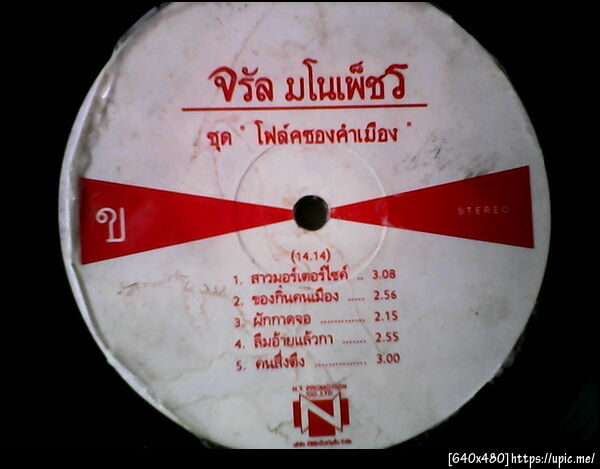 จรัล มโนเพ็ชร
ชุด " โฟล์คซองคำเมือง "
ข
STEREO
(14.14)
1. สาวมอร์เตอร์ไซค์ .. 3.08
2. ของกิ๋นคนเมือง ..... 2.56
3. ผักกาดจอ ............ 2.15
4. ลืมอ้ายแล้วกา ....... 2.55
5. คนสึ่งตึง .............. 3.00
N.T. PROMOTION
CO.,LTD.
N
[640x480]https://upic.me/